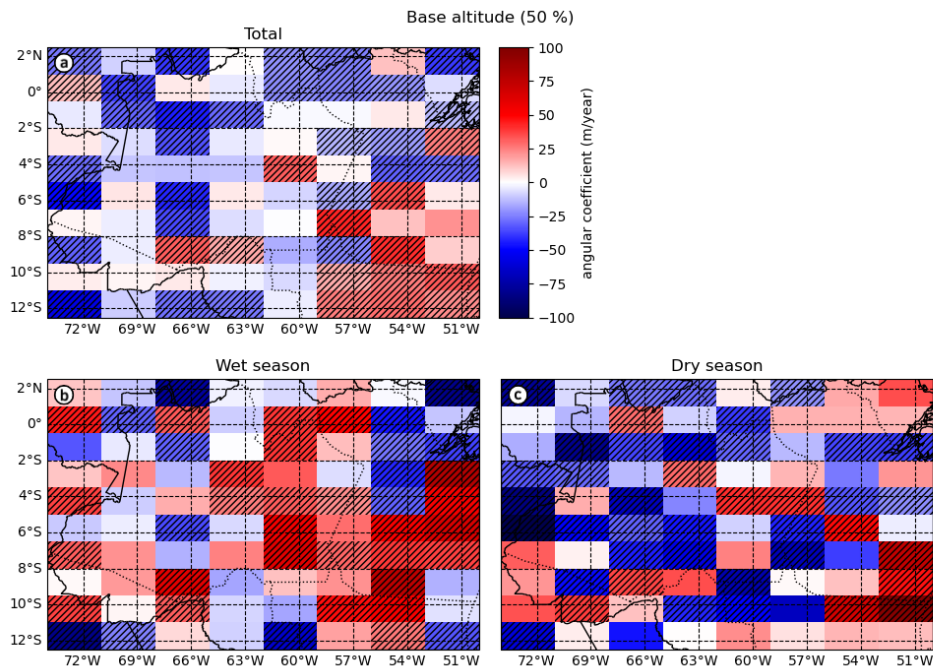 Base altitude (50 %)
Total
a
2°N
0°
2°S
4°S
6°S
8°S
10°S
12°S
72°W 69°W 66°W 63°W 60°W 57°W 54°W 51°W
100
75
50
25
0
−25
−50
−75
−100
angular coefficient (m/year)
Wet season
b
2°N
0°
2°S
4°S
6°S
8°S
10°S
12°S
72°W 69°W 66°W 63°W 60°W 57°W 54°W 51°W
Dry season
c
72°W 69°W 66°W 63°W 60°W 57°W 54°W 51°W